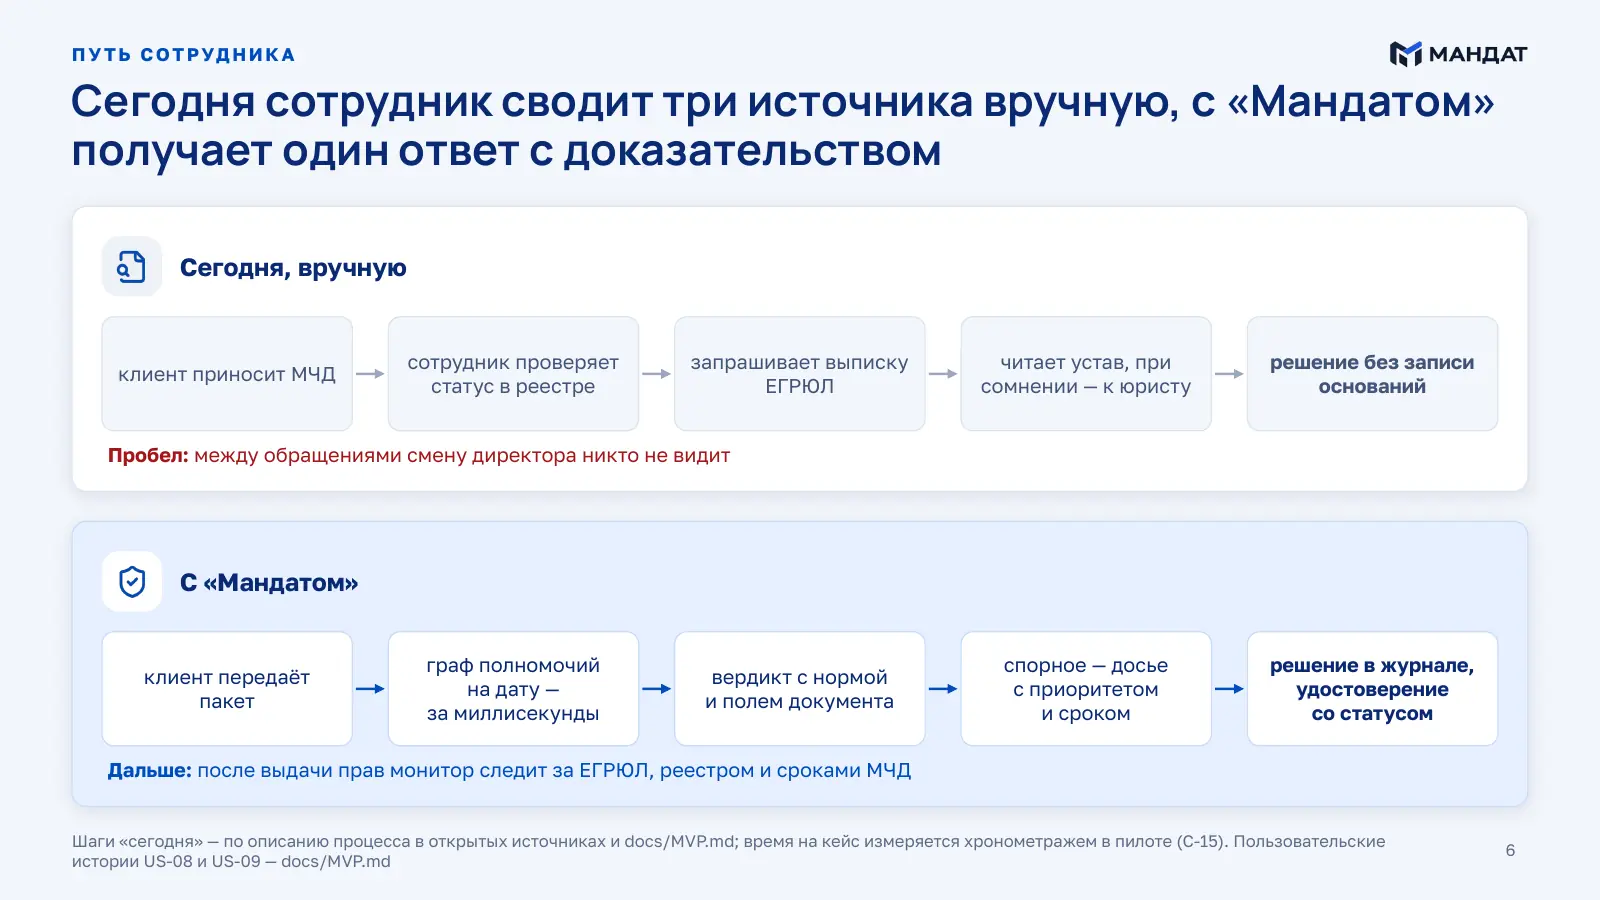 ПУТЬ СОТРУДНИКА
МАНДАТ
Сегодня сотрудник сводит три источника вручную, с «Мандатом»
получает один ответ с доказательством
Сегодня, вручную
клиент приносит МЧД
сотрудник проверяет
статус в реестре
запрашивает выписку
ЕГРЮЛ
читает устав, при
сомнении — к юристу
решение без записи
оснований
Пробел: между обращениями смену директора никто не видит
С «Мандатом»
клиент передаёт
пакет
граф полномочий
на дату —
за миллисекунды
вердикт с нормой
и полем документа
спорное — досье
с приоритетом
и сроком
решение в журнале,
удостоверение
со статусом
Дальше: после выдачи прав монитор следит за ЕГРЮЛ, реестром и сроками МЧД
Шаги «сегодня» — по описанию процесса в открытых источниках и docs/MVP.md; время на кейс измеряется хронометражем в пилоте (С-15). Пользовательские
истории US-08 и US-09 — docs/MVP.md
6